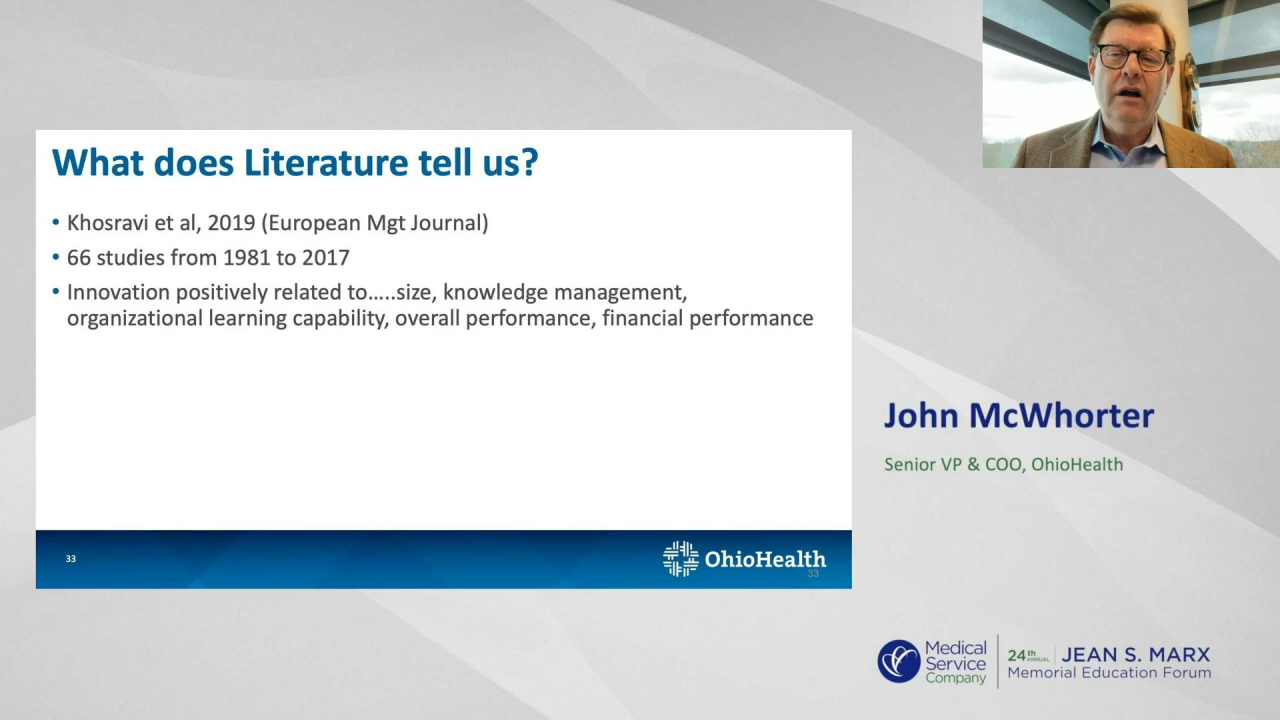 What does Literature tell us?
• Khosravi et al, 2019 (European Mgt Journal)
• 66 studies from 1981 to 2017
• Innovation positively related to.....size, knowledge management,
organizational learning capability, overall performance, financial performance
33
OhioHealth
33
John McWhorter
Senior VP & COO, OhioHealth
Medical
Service
Company
24th
ANNUAL
JEAN S. MARX
Memorial Education Forum